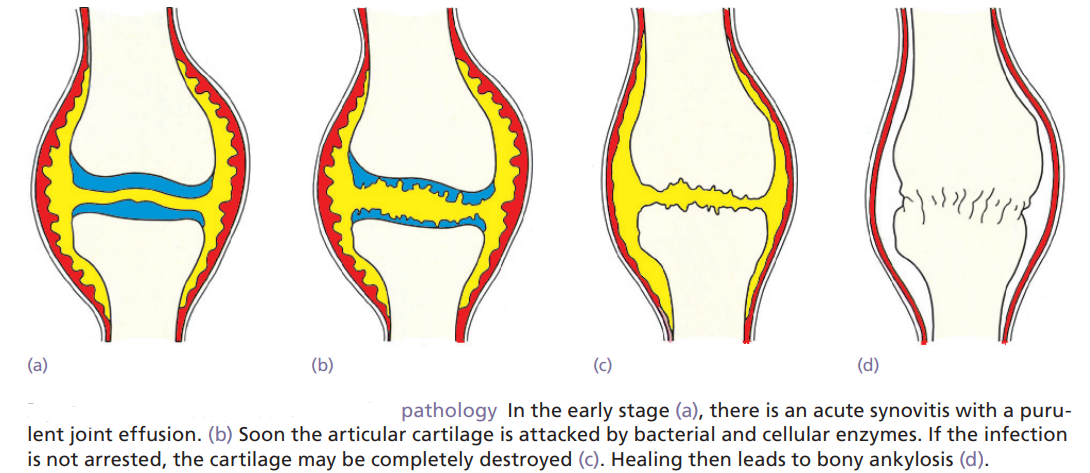 (a)
(b)
(c)
(d)
pathology In the early stage (a), there is an acute synovitis with a puru-
lent joint effusion. (b) Soon the articular cartilage is attacked by bacterial and cellular enzymes. If the infection
is not arrested, the cartilage may be completely destroyed (c). Healing then leads to bony ankylosis (d).